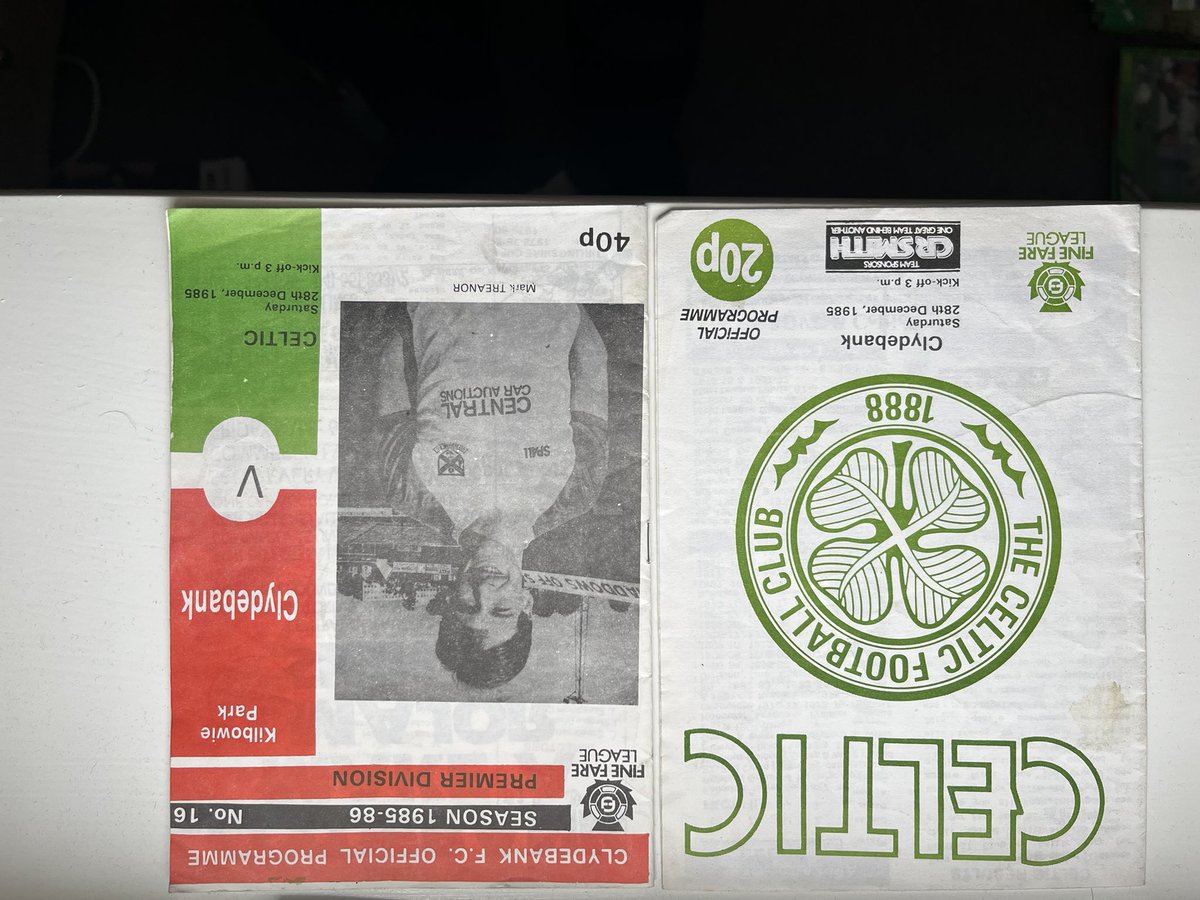 CELTIC
THE CELTIC FOOTBALL CLUB
1888
Clydebank
Saturday
28th December, 1985
Kick-off 3 p.m.
OFFICIAL
PROGRAMME
20p
TEAM SPONSORS
CR SMITH
ONE GREAT TEAM BEHIND ANOTHER
FINE FARE
LEAGUE
CLYDEBANK F.C. OFFICIAL PROGRAMME
SEASON 1985-86
No. 16
PREMIER DIVISION
FINE FARE
LEAGUE
Kilbowie
Park
Clydebank
V
CELTIC
Saturday
28th December, 1985
Kick-off 3 p.m.
SPALL
CENTRAL
CAR AUCTIONS
Mark TREANOR
40p